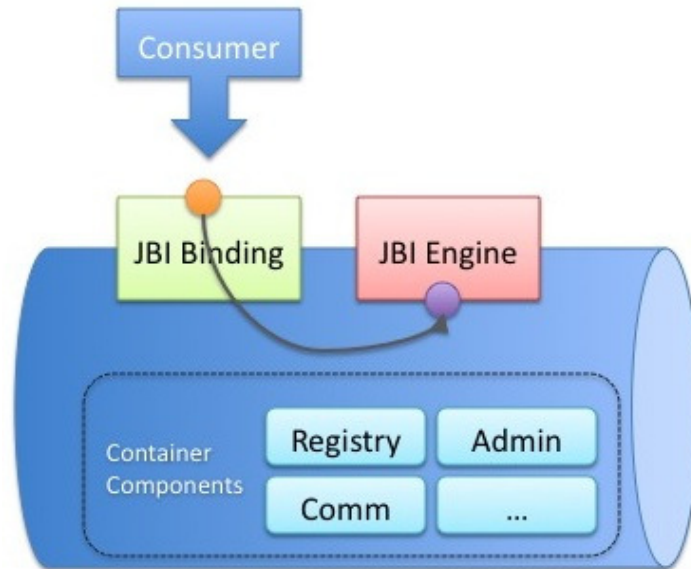 Consumer
JBI Binding
JBI Engine
Container
Components
Registry
Admin
Comm
...